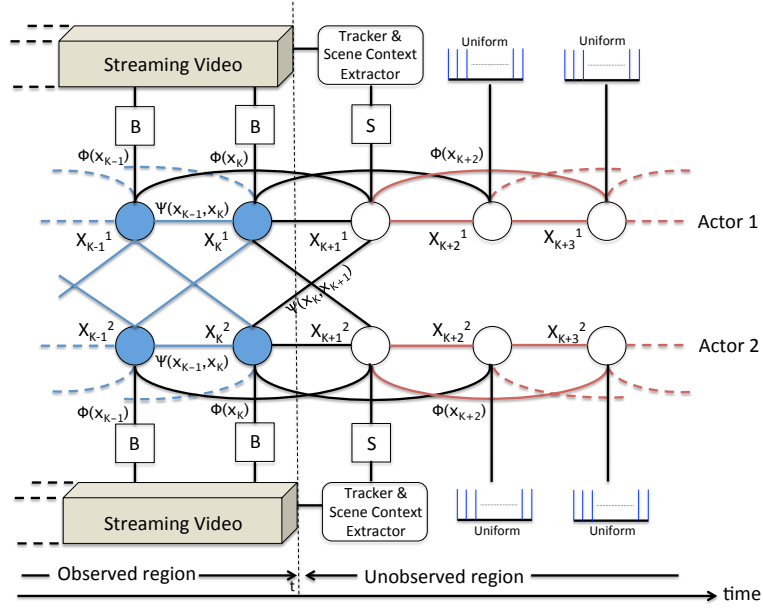 Streaming Video
Tracker &
Scene Context
Extractor
Uniform
Uniform
B
B
S
Φ(x_{K-1})
Φ(x_K)
Φ(x_{K+2})
Ψ(x_{K-1},x_K)
X_{K-1}^1
X_K^1
X_{K+1}^1
X_{K+2}^1
X_{K+3}^1
Actor 1
Ψ(x_K,x_{K+1})
X_{K-1}^2
X_K^2
X_{K+1}^2
X_{K+2}^2
X_{K+3}^2
Actor 2
Ψ(x_{K-1},x_K)
Φ(x_{K-1})
Φ(x_K)
Φ(x_{K+2})
B
B
S
Streaming Video
Tracker &
Scene Context
Extractor
Uniform
Uniform
Observed region
t
Unobserved region
time